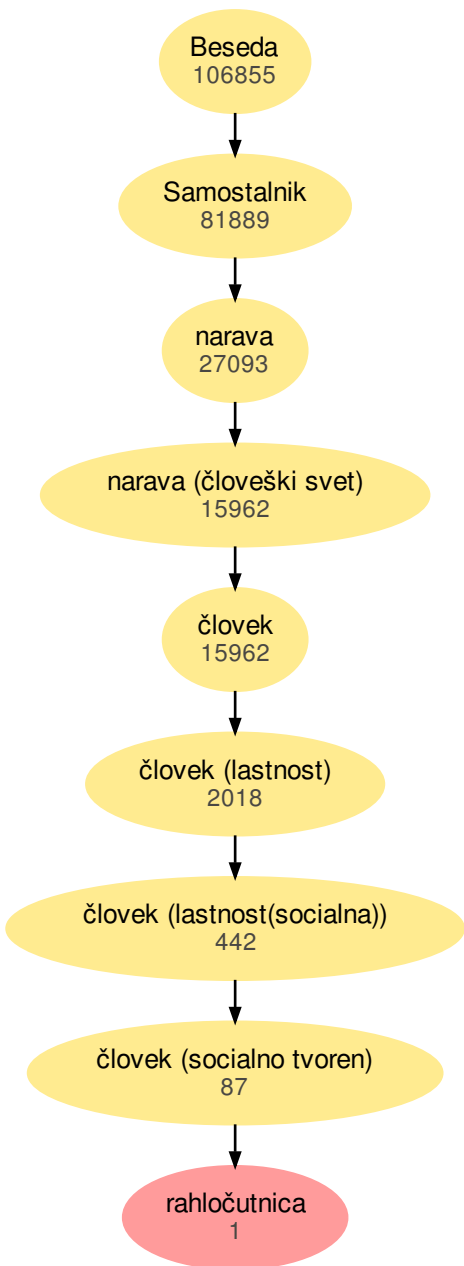 Beseda
106855
Samostalnik
81889
narava
27093
narava (človeški svet)
15962
človek
15962
človek (lastnost)
2018
človek (lastnost(socialna))
442
človek (socialno tvoren)
87
rahločutnica
1